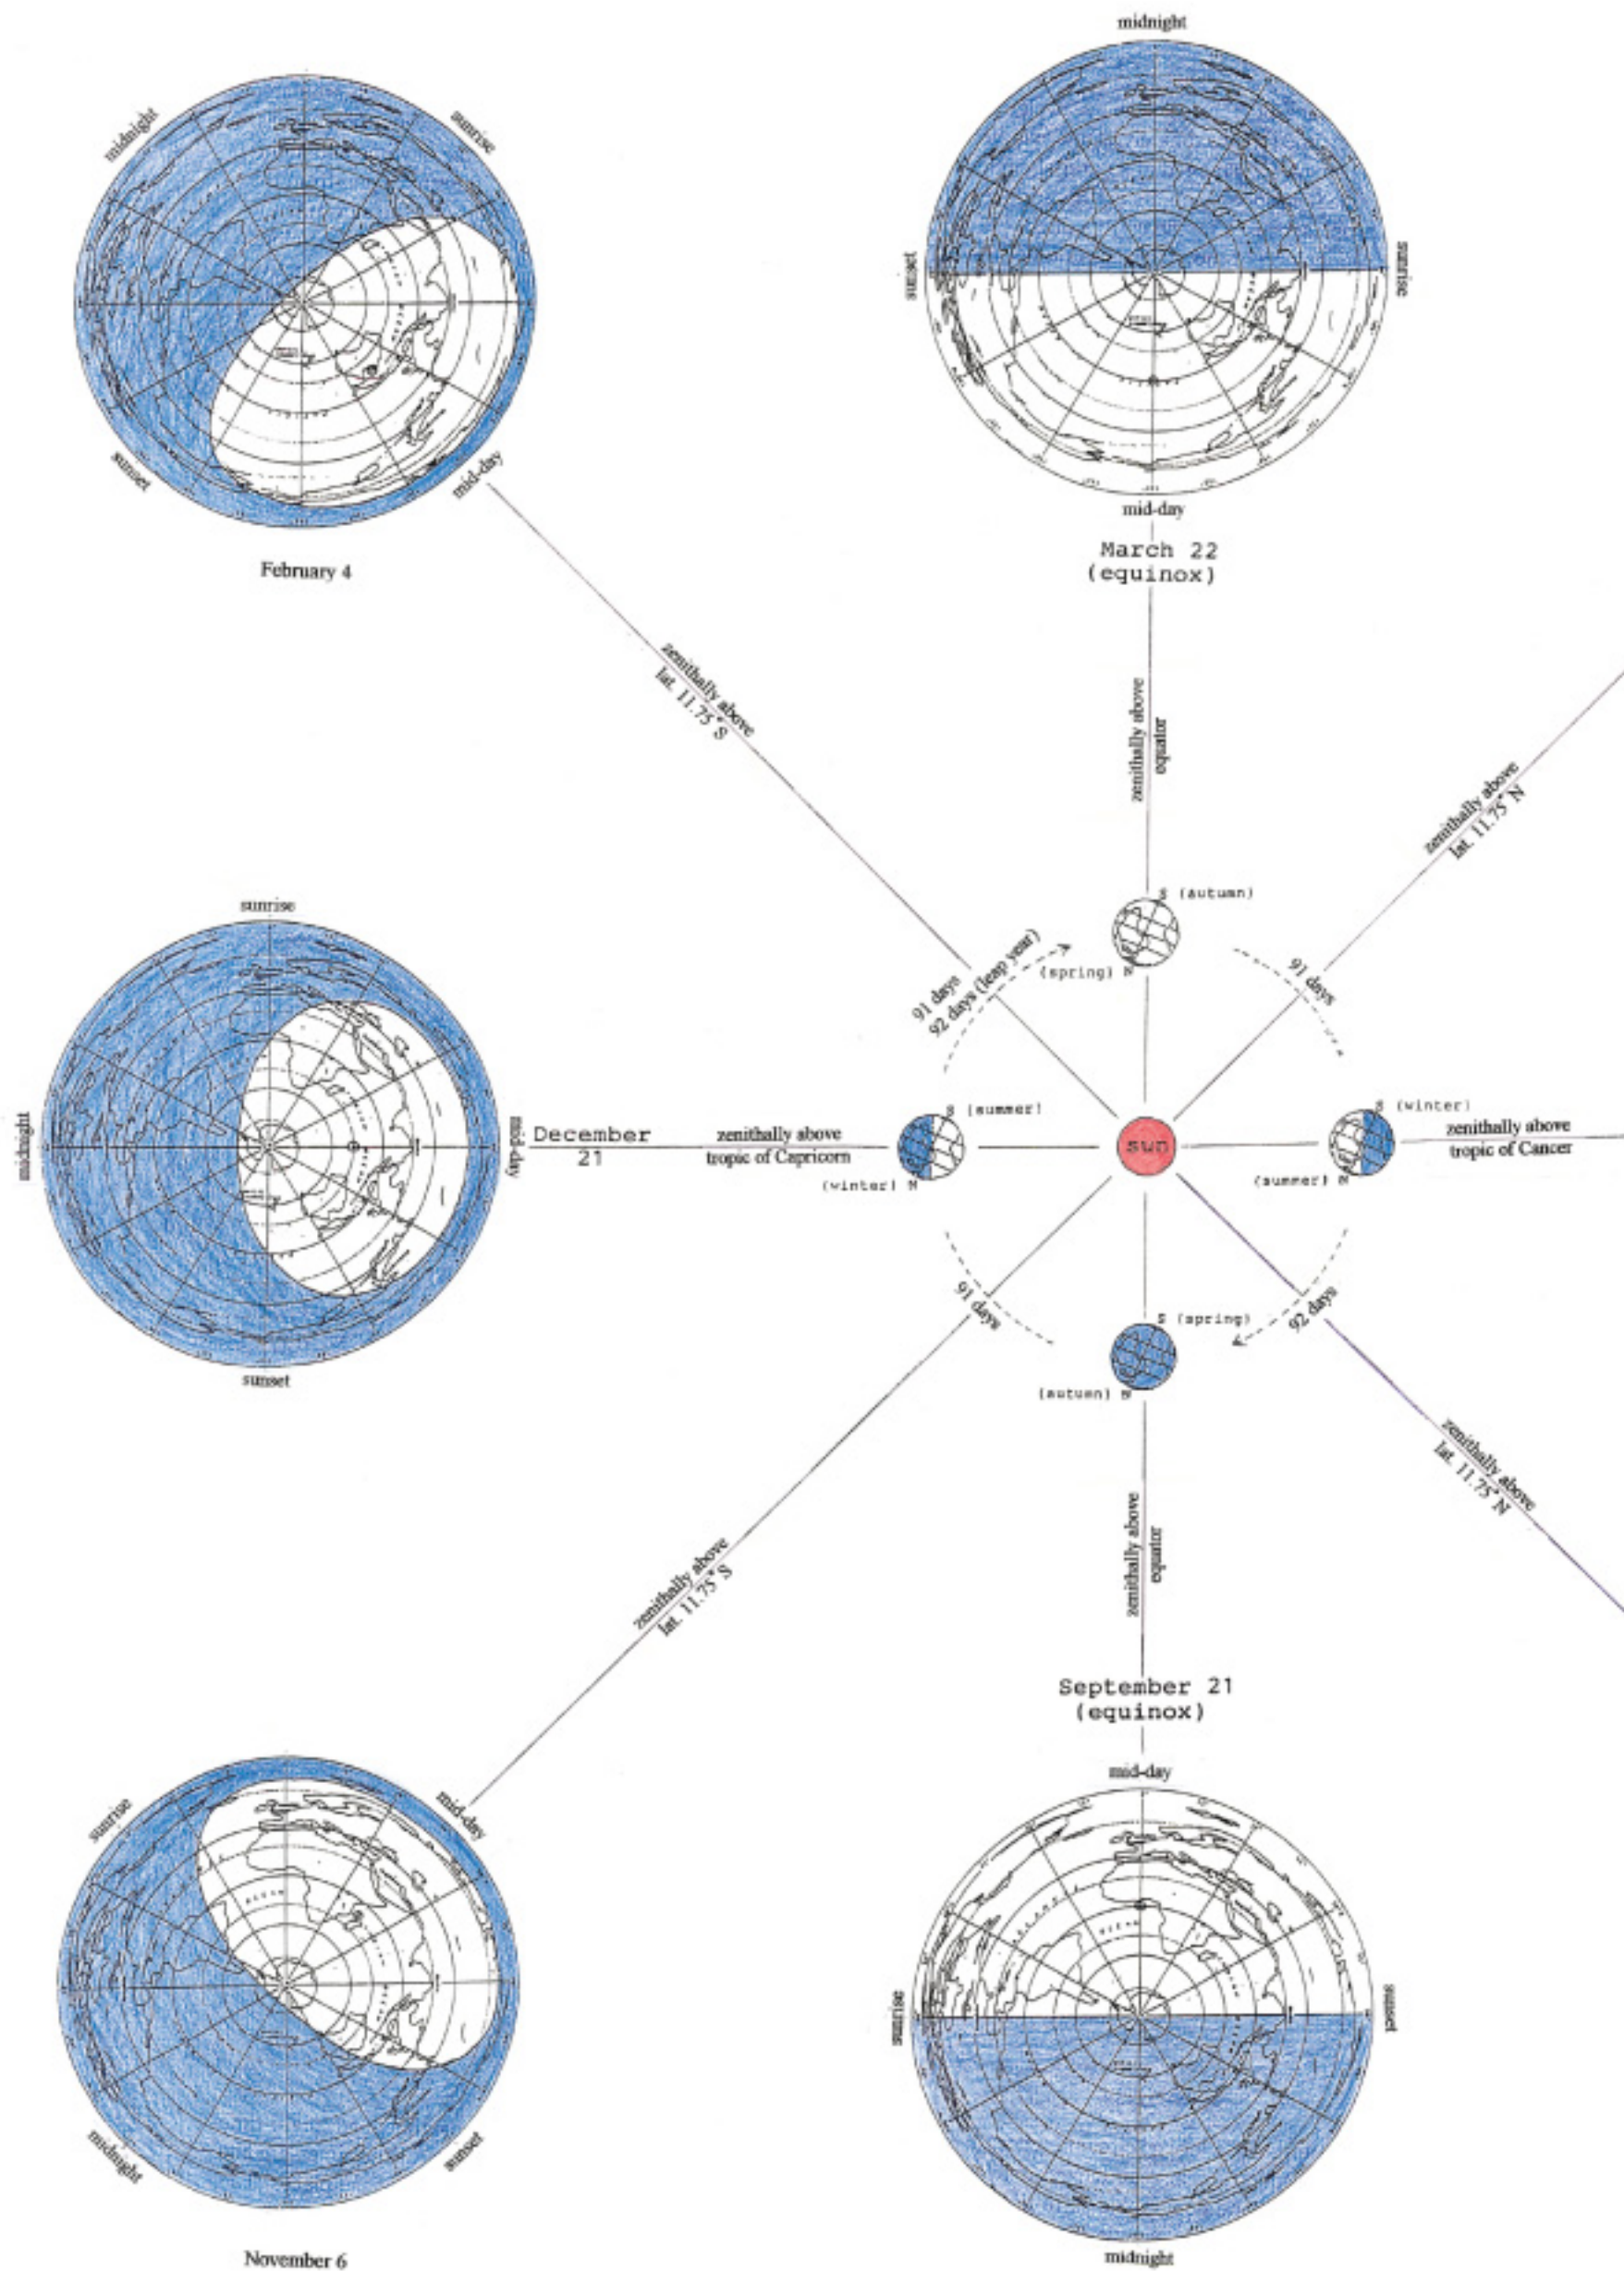 midnight
midnight
sunrise
sunset
sunrise
sunset
mid-day
mid-day
March 22
(equinox)
February 4
zenithally above
lat. 11.75° S
zenithally above
equator
zenithally above
lat. 11.75° N
sunrise
S (autumn)
(spring) N
91 days
92 days (leap year)
91 days
midnight
mid-day
December
21
zenithally above
tropic of Capricorn
S (summer)
(winter) N
sun
S (winter)
(summer) N
zenithally above
tropic of Cancer
91 days
92 days
S (spring)
(autumn) N
sunset
zenithally above
lat. 11.75° N
zenithally above
equator
zenithally above
lat. 11.75° S
September 21
(equinox)
mid-day
sunrise
mid-day
OCEAN
OCEAN
sunrise
sunset
midnight
sunset
November 6
midnight